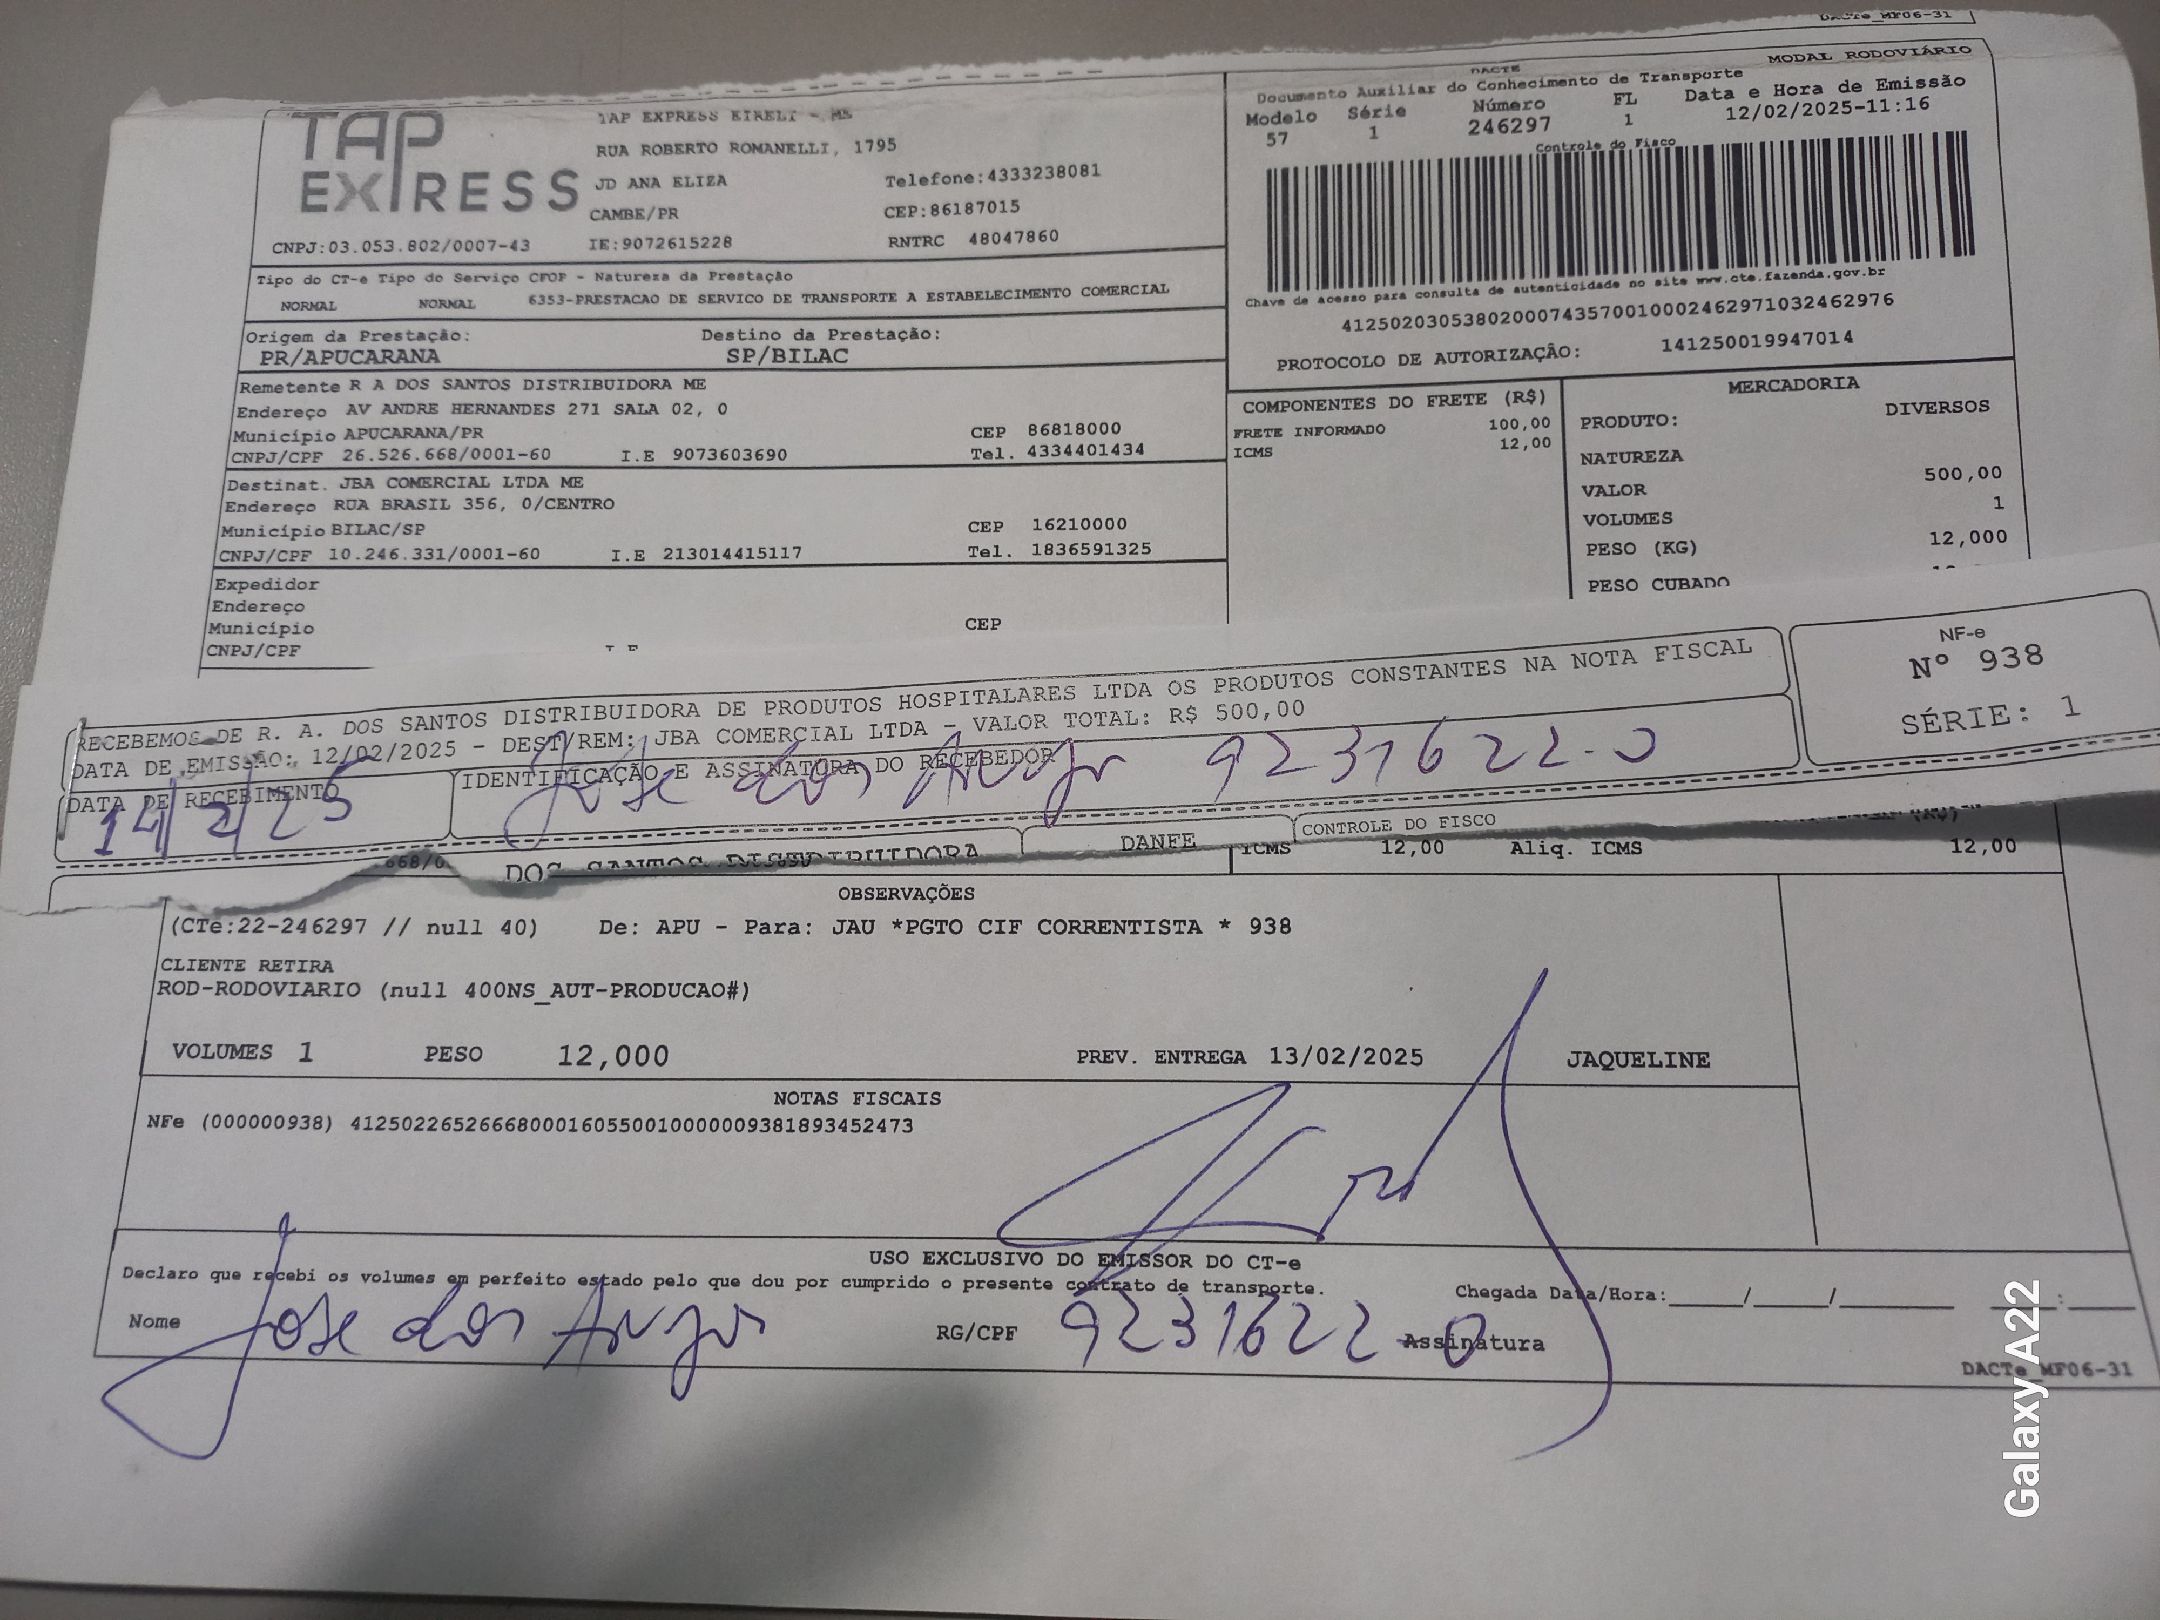 DACTe_MF06-31
TAP EXPRESS
TAP EXPRESS EIRELI - MS
RUA ROBERTO ROMANELLI, 1795
JD ANA ELIZA Telefone:4333238081
CAMBE/PR CEP:86187015
CNPJ:03.053.802/0007-43 IE:9072615228 RNTRC 48047860
DACTE MODAL RODOVIÁRIO
Documento Auxiliar do Conhecimento de Transporte
Modelo Série Número FL Data e Hora de Emissão
57 1 246297 1 12/02/2025-11:16
Controle do Fisco
Chave de acesso para consulta de autenticidade no site www.cte.fazenda.gov.br
41250203053802000743570010002462971032462976
PROTOCOLO DE AUTORIZAÇÃO: 141250019947014
Tipo do CT-e Tipo do Serviço CFOP - Natureza da Prestação
NORMAL NORMAL 6353-PRESTACAO DE SERVICO DE TRANSPORTE A ESTABELECIMENTO COMERCIAL
Origem da Prestação: Destino da Prestação:
PR/APUCARANA SP/BILAC
Remetente R A DOS SANTOS DISTRIBUIDORA ME
Endereço AV ANDRE HERNANDES 271 SALA 02, 0
Município APUCARANA/PR CEP 86818000
CNPJ/CPF 26.526.668/0001-60 I.E 9073603690 Tel. 4334401434
Destinat. JBA COMERCIAL LTDA ME
Endereço RUA BRASIL 356, 0/CENTRO
Município BILAC/SP CEP 16210000
CNPJ/CPF 10.246.331/0001-60 I.E 213014415117 Tel. 1836591325
Expedidor
Endereço
Município CEP
CNPJ/CPF
COMPONENTES DO FRETE (R$)
FRETE INFORMADO 100,00
ICMS 12,00
MERCADORIA
PRODUTO: DIVERSOS
NATUREZA
VALOR 500,00
VOLUMES 1
PESO (KG) 12,000
PESO CUBADO
RECEBEMOS DE R. A. DOS SANTOS DISTRIBUIDORA DE PRODUTOS HOSPITALARES LTDA OS PRODUTOS CONSTANTES NA NOTA FISCAL
DATA DE EMISSÃO: 12/02/2025 - DEST/REM: JBA COMERCIAL LTDA - VALOR TOTAL: R$ 500,00
NF-e
Nº 938
SÉRIE: 1
DATA DE RECEBIMENTO IDENTIFICAÇÃO E ASSINATURA DO RECEBEDOR
14/2/25 José dos Anjos 9231622-0
DOS SANTOS DISTRIBUIDORA DANFE CONTROLE DO FISCO
668/0 ICMS 12,00 Aliq. ICMS 12,00
OBSERVAÇÕES
(CTe:22-246297 // null 40) De: APU - Para: JAU *PGTO CIF CORRENTISTA * 938
CLIENTE RETIRA
ROD-RODOVIARIO (null 400NS_AUT-PRODUCAO#)
VOLUMES 1 PESO 12,000 PREV. ENTREGA 13/02/2025 JAQUELINE
NOTAS FISCAIS
NFe (000000938) 41250226526668000160550010000009381893452473
USO EXCLUSIVO DO EMISSOR DO CT-e
Declaro que recebi os volumes em perfeito estado pelo que dou por cumprido o presente contrato de transporte.
Chegada Data/Hora:_____/_____/________ ____:_____
Nome José dos Anjos RG/CPF 9231622-0 Assinatura
DACTe_MF06-31
Galaxy A22